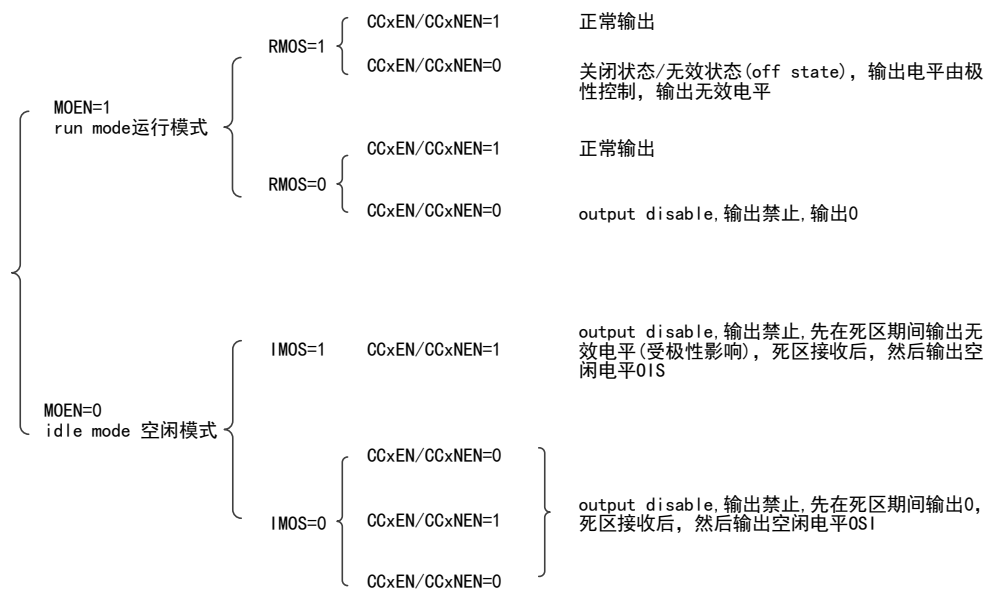 CCxEN/CCxNEN=1 正常输出
RMOS=1
CCxEN/CCxNEN=0 关闭状态/无效状态(off state), 输出电平由极
性控制, 输出无效电平
MOEN=1
run mode运行模式
CCxEN/CCxNEN=1 正常输出
RMOS=0
CCxEN/CCxNEN=0 output disable,输出禁止,输出0
IMOS=1 CCxEN/CCxNEN=1 output disable,输出禁止,先在死区期间输出无
效电平(受极性影响), 死区接收后, 然后输出空
闲电平OIS
MOEN=0
idle mode 空闲模式
CCxEN/CCxNEN=0
IMOS=0 CCxEN/CCxNEN=1 output disable,输出禁止,先在死区期间输出0,
死区接收后, 然后输出空闲电平OSI
CCxEN/CCxNEN=0